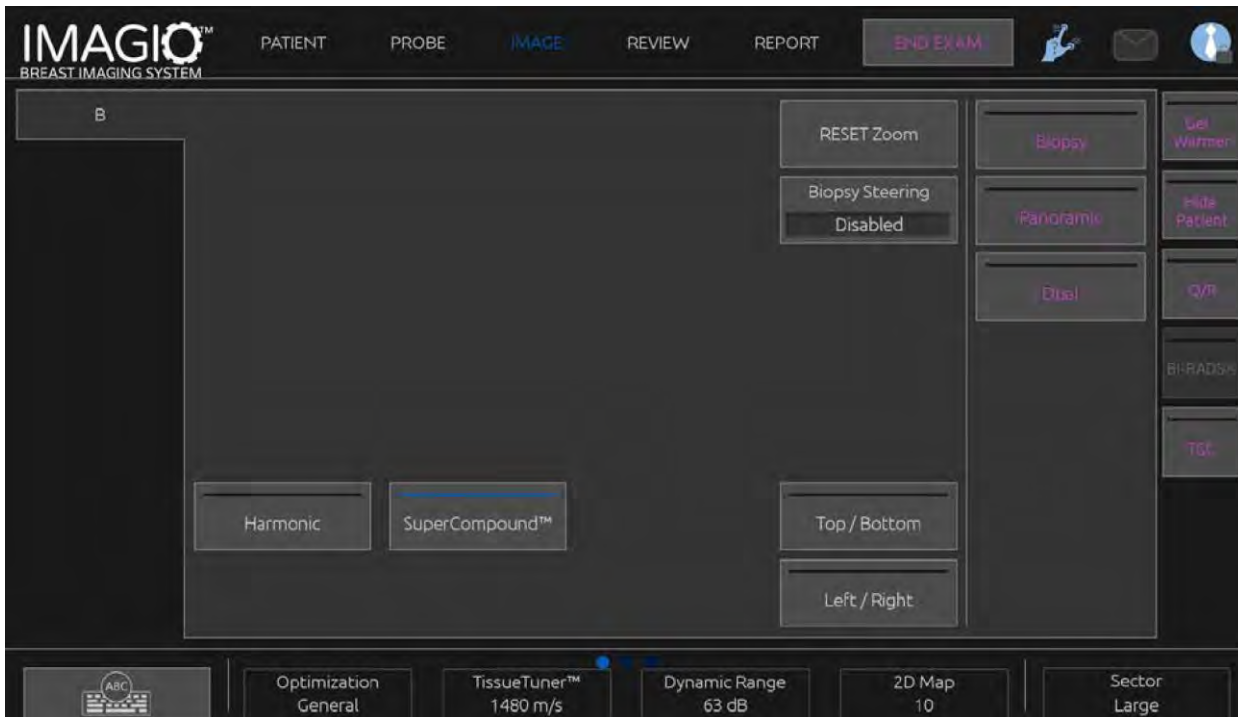 IMAGIO™
BREAST IMAGING SYSTEM
PATIENT
PROBE
IMAGE
REVIEW
REPORT
END EXAM
B
RESET Zoom
Biopsy
Gel
Warmer
Biopsy Steering
Disabled
Panoramic
Hide
Patient
Dual
Q/R
BI-RADS®
TGC
Harmonic
SuperCompound™
Top / Bottom
Left / Right
ABC
Optimization
General
TissueTuner™
1480 m/s
Dynamic Range
63 dB
2D Map
10
Sector
Large